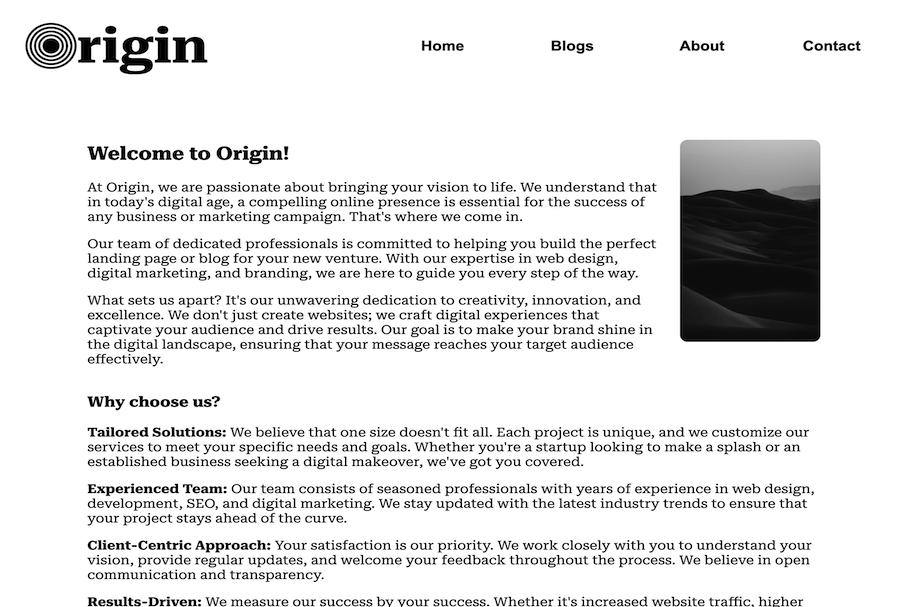 Origin
Home Blogs About Contact
Welcome to Origin!
At Origin, we are passionate about bringing your vision to life. We understand that
in today's digital age, a compelling online presence is essential for the success of
any business or marketing campaign. That's where we come in.
Our team of dedicated professionals is committed to helping you build the perfect
landing page or blog for your new venture. With our expertise in web design,
digital marketing, and branding, we are here to guide you every step of the way.
What sets us apart? It's our unwavering dedication to creativity, innovation, and
excellence. We don't just create websites; we craft digital experiences that
captivate your audience and drive results. Our goal is to make your brand shine in
the digital landscape, ensuring that your message reaches your target audience
effectively.
Why choose us?
Tailored Solutions: We believe that one size doesn't fit all. Each project is unique, and we customize our
services to meet your specific needs and goals. Whether you're a startup looking to make a splash or an
established business seeking a digital makeover, we've got you covered.
Experienced Team: Our team consists of seasoned professionals with years of experience in web design,
development, SEO, and digital marketing. We stay updated with the latest industry trends to ensure that
your project stays ahead of the curve.
Client-Centric Approach: Your satisfaction is our priority. We work closely with you to understand your
vision, provide regular updates, and welcome your feedback throughout the process. We believe in open
communication and transparency.
Results-Driven: We measure our success by your success. Whether it's increased website traffic, higher